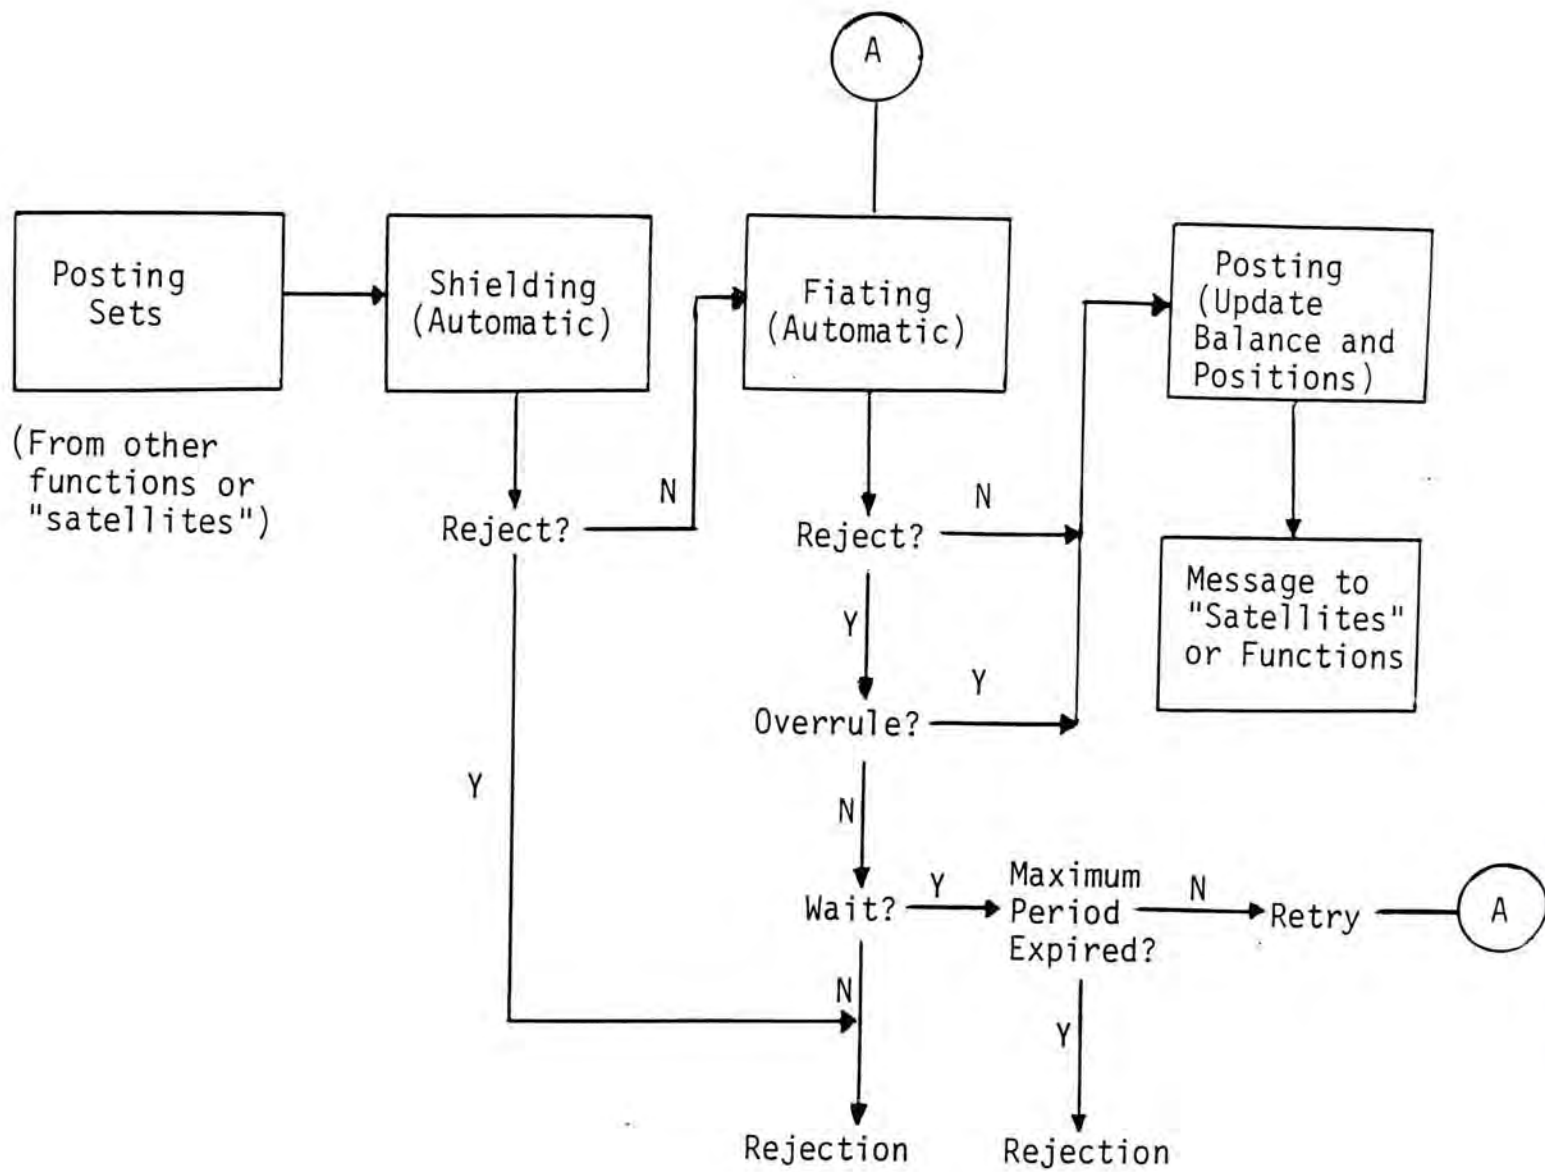 A
Posting
Sets
(From other
functions or
"satellites")
Shielding
(Automatic)
Reject?
N
Y
Fiating
(Automatic)
Reject?
N
Y
Overrule?
Y
N
Wait?
Y
N
Rejection
Maximum
Period
Expired?
N
Y
Rejection
Retry
A
Posting
(Update
Balance and
Positions)
Message to
"Satellites"
or Functions